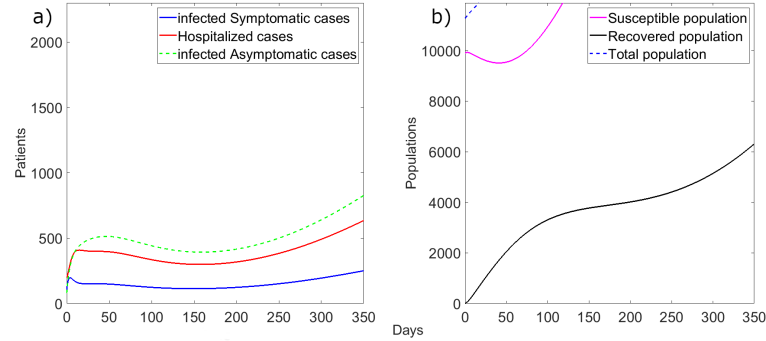 a)
infected Symptomatic cases
Hospitalized cases
infected Asymptomatic cases
2000
1500
1000
500
0
Patients
0 50 100 150 200 250 300 350
b)
Susceptible population
Recovered population
Total population
10000
8000
6000
4000
2000
0
Populations
0 50 100 150 200 250 300 350
Days